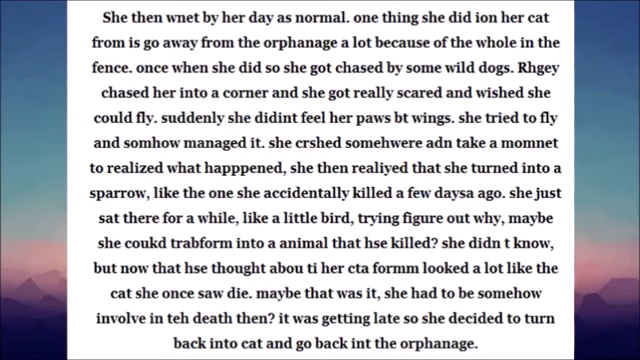 She then wnet by her day as normal. one thing she did ion her cat
from is go away from the orphanage a lot because of the whole in the
fence. once when she did so she got chased by some wild dogs. Rhgey
chased her into a corner and she got really scared and wished she
could fly. suddenly she didint feel her paws bt wings. she tried to fly
and somhow managed it. she crshed somehwere adn take a momnet
to realized what happpened, she then realiyed that she turned into a
sparrow, like the one she accidentally killed a few daysa ago. she just
sat there for a while, like a little bird, trying figure out why, maybe
she coukd trabform into a animal that hse killed? she didn t know,
but now that hse thought abou ti her cta formm looked a lot like the
cat she once saw die. maybe that was it, she had to be somehow
involve in teh death then? it was getting late so she decided to turn
back into cat and go back int the orphanage.